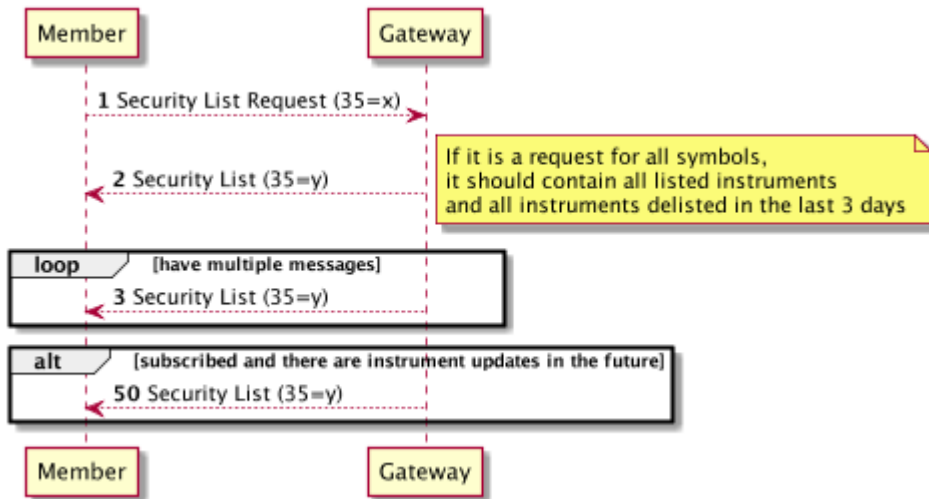 Member
Gateway
1 Security List Request (35=x)
If it is a request for all symbols,
it should contain all listed instruments
and all instruments delisted in the last 3 days
2 Security List (35=y)
loop
[have multiple messages]
3 Security List (35=y)
alt
[subscribed and there are instrument updates in the future]
50 Security List (35=y)
Member
Gateway